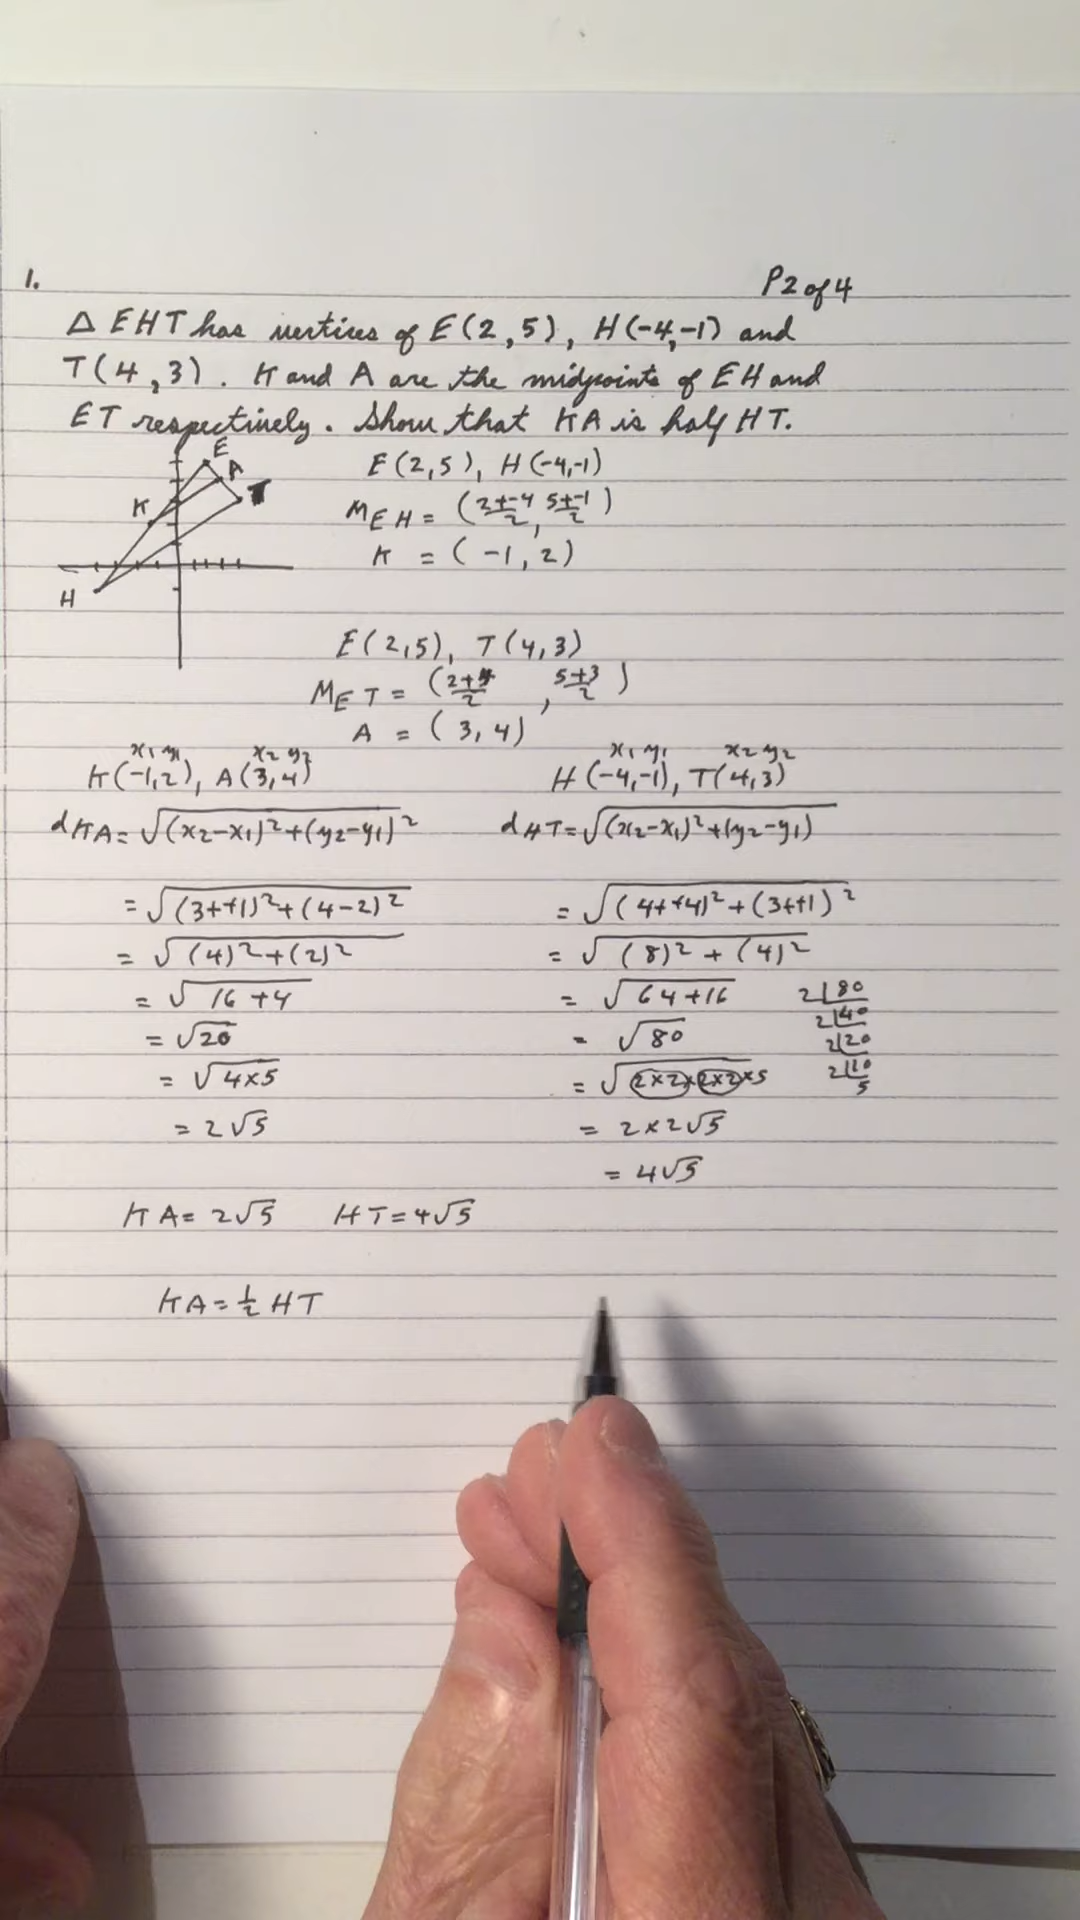 1.
P2 of 4
△ EHT has vertices of E(2,5), H(-4,-1) and
T(4,3). K and A are the midpoints of EH and
ET respectively. Show that KA is half HT.
E
A
K
T
H
E(2,5), H(-4,-1)
M EH = (2+-4/2, 5+-1/2)
K = (-1,2)
E(2,5), T(4,3)
M ET = (2+4/2, 5+3/2)
A = (3,4)
x1 y1 x2 y2
K(-1,2), A(3,4)
dKA = √(x2-x1)²+(y2-y1)²
= √(3++1)²+(4-2)²
= √(4)²+(2)²
= √16+4
= √20
= √4×5
= 2√5
x1 y1 x2 y2
H(-4,-1), T(4,3)
dHT = √(x2-x1)²+(y2-y1)
= √(4++4)²+(3++1)²
= √(8)²+(4)²
= √64+16
= √80
= √2×2×2×2×5
= 2×2√5
= 4√5
2 80
2 40
2 20
2 10
5
KA = 2√5 HT = 4√5
KA = 1/2 HT